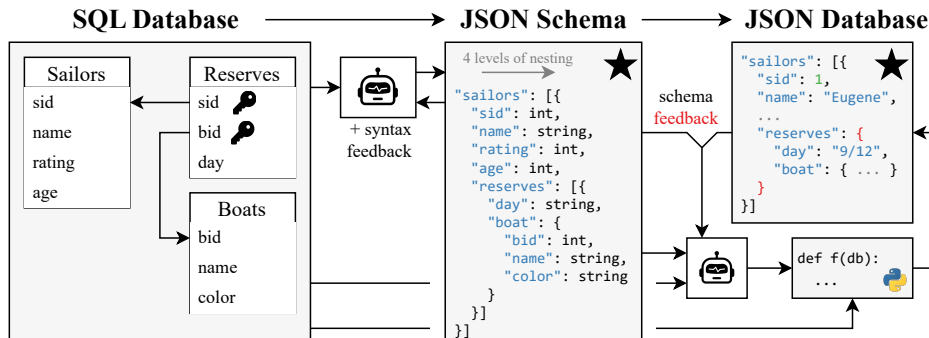 SQL Database
JSON Schema
JSON Database
Sailors
sid
name
rating
age
Reserves
sid
bid
day
Boats
bid
name
color
+ syntax
feedback
4 levels of nesting
"sailors": [{
"sid": int,
"name": string,
"rating": int,
"age": int,
"reserves": [{
"day": string,
"boat": {
"bid": int,
"name": string,
"color": string
}
}]
}]
schema
feedback
"sailors": [{
"sid": 1,
"name": "Eugene",
...
"reserves": {
"day": "9/12",
"boat": { ... }
}
}]
def f(db):
...